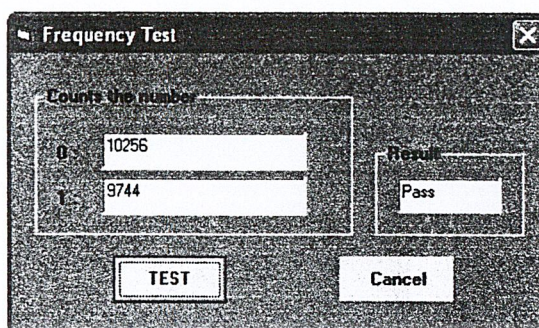 Frequency Test
Counts the number
0 : 10256
1 : 9744
Result
Pass
TEST
Cancel